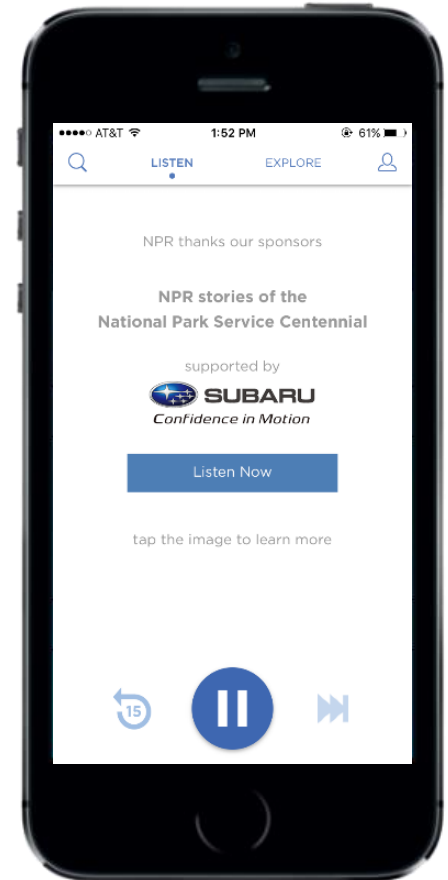 AT&T 1:52 PM 61%
LISTEN EXPLORE
NPR thanks our sponsors
NPR stories of the
National Park Service Centennial
supported by
SUBARU
Confidence in Motion
Listen Now
tap the image to learn more
15